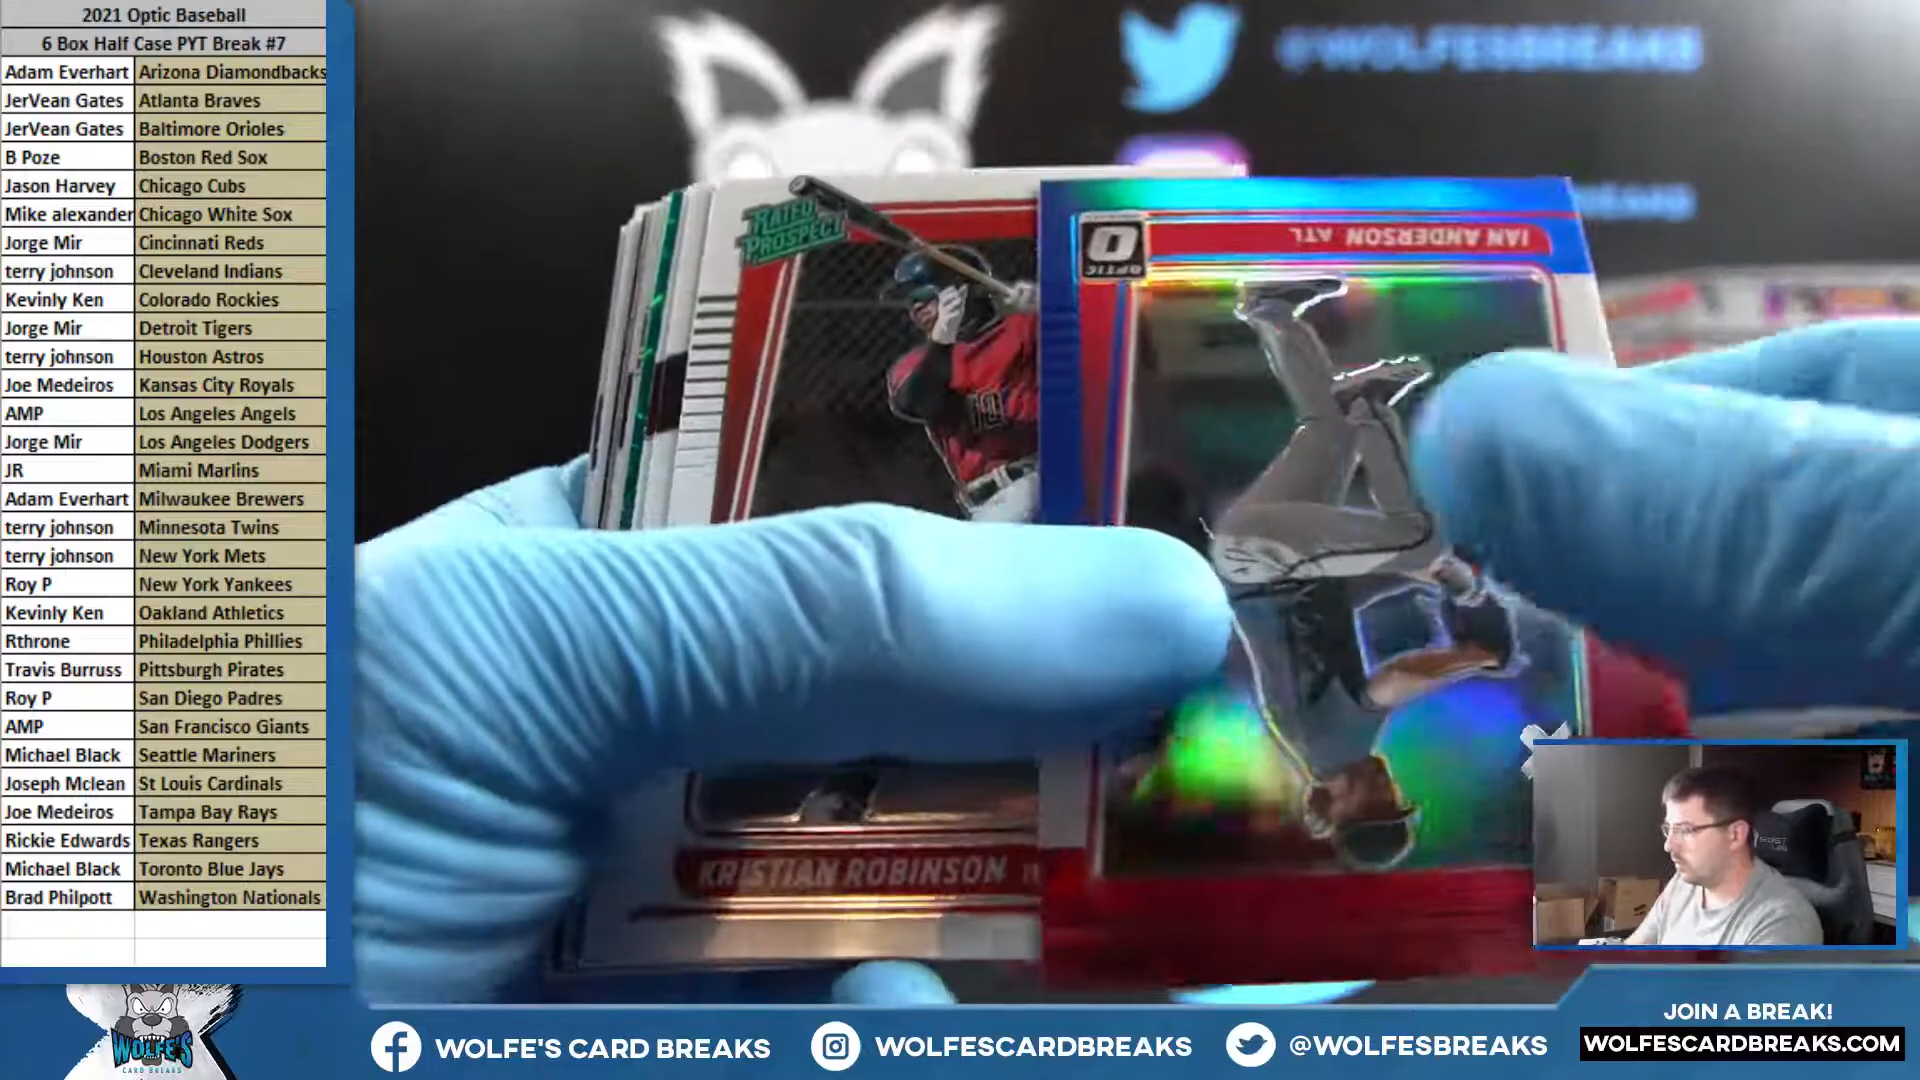 2021 Optic Baseball
6 Box Half Case PYT Break #7
Adam Everhart Arizona Diamondbacks
JerVean Gates Atlanta Braves
JerVean Gates Baltimore Orioles
B Poze Boston Red Sox
Jason Harvey Chicago Cubs
Mike alexander Chicago White Sox
Jorge Mir Cincinnati Reds
terry johnson Cleveland Indians
Kevinly Ken Colorado Rockies
Jorge Mir Detroit Tigers
terry johnson Houston Astros
Joe Medeiros Kansas City Royals
AMP Los Angeles Angels
Jorge Mir Los Angeles Dodgers
JR Miami Marlins
Adam Everhart Milwaukee Brewers
terry johnson Minnesota Twins
terry johnson New York Mets
Roy P New York Yankees
Kevinly Ken Oakland Athletics
Rthrone Philadelphia Phillies
Travis Burruss Pittsburgh Pirates
Roy P San Diego Padres
AMP San Francisco Giants
Michael Black Seattle Mariners
Joseph Mclean St Louis Cardinals
Joe Medeiros Tampa Bay Rays
Rickie Edwards Texas Rangers
Michael Black Toronto Blue Jays
Brad Philpott Washington Nationals
@WOLFESBREAKS
RATED
PROSPECT
IAN ANDERSON ATL
O
OPTIC
10
KRISTIAN ROBINSON
WOLFE'S
CARD BREAKS
WOLFE'S CARD BREAKS
WOLFESCARDBREAKS
@WOLFESBREAKS
JOIN A BREAK!
WOLFESCARDBREAKS.COM